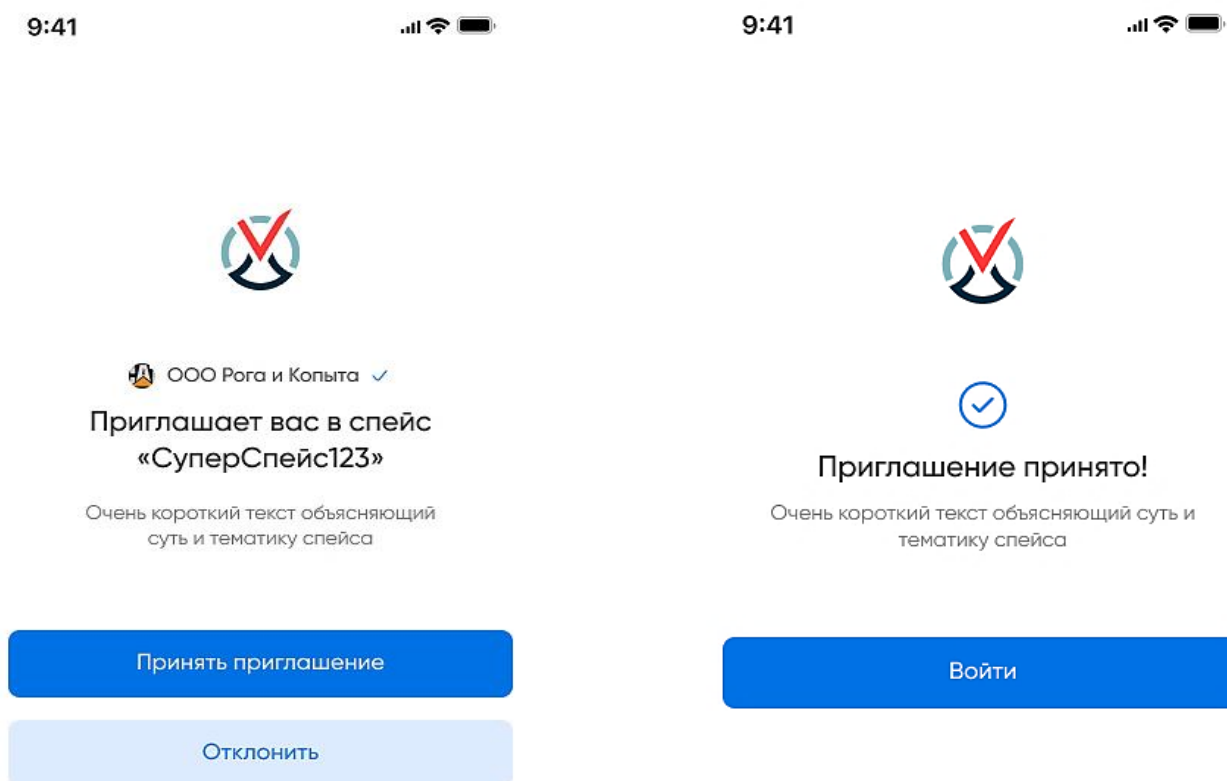 9:41
ООО Рога и Копыта
Приглашает вас в спейс
«СуперСпейс123»
Очень короткий текст объясняющий
суть и тематику спейса
Принять приглашение
Отклонить
9:41
Приглашение принято!
Очень короткий текст объясняющий суть и
тематику спейса
Войти